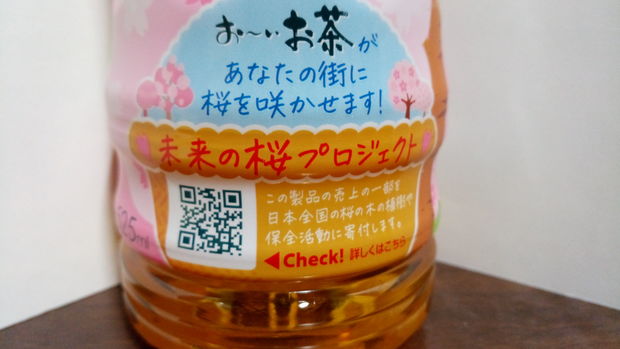 お～いお茶が
あなたの街に
桜を咲かせます!
未来の桜プロジェクト
この製品の売上の一部を
日本全国の桜の木の植樹や
保全活動に寄付します。
◀Check! 詳しくはこちら
525ml